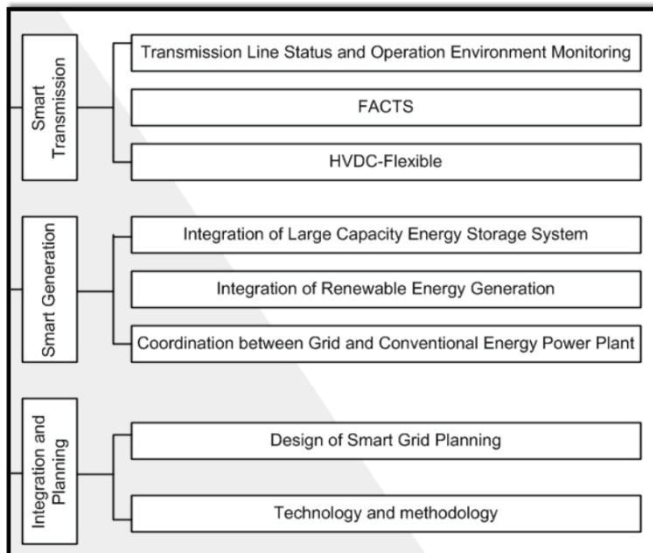 Smart
Transmission
Transmission Line Status and Operation Environment Monitoring
FACTS
HVDC-Flexible
Smart Generation
Integration of Large Capacity Energy Storage System
Integration of Renewable Energy Generation
Coordination between Grid and Conventional Energy Power Plant
Integration and
Planning
Design of Smart Grid Planning
Technology and methodology